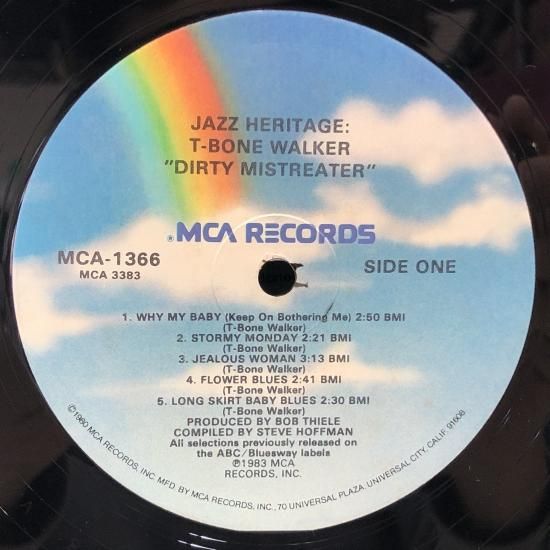 JAZZ HERITAGE:
T-BONE WALKER
"DIRTY MISTREATER"
® MCA RECORDS
MCA-1366
MCA 3383
SIDE ONE
1. WHY MY BABY (Keep On Bothering Me) 2:50 BMI
(T-Bone Walker)
2. STORMY MONDAY 2:21 BMI
(T-Bone Walker)
3. JEALOUS WOMAN 3:13 BMI
(T-Bone Walker)
4. FLOWER BLUES 2:41 BMI
(T-Bone Walker)
5. LONG SKIRT BABY BLUES 2:30 BMI
(T-Bone Walker)
PRODUCED BY BOB THIELE
COMPILED BY STEVE HOFFMAN
All selections previously released on
the ABC/Bluesway labels
℗1983 MCA
RECORDS, INC.
©1980 MCA RECORDS, INC. MFD. BY MCA RECORDS, INC., 70 UNIVERSAL PLAZA, UNIVERSAL CITY, CALIF. 91608